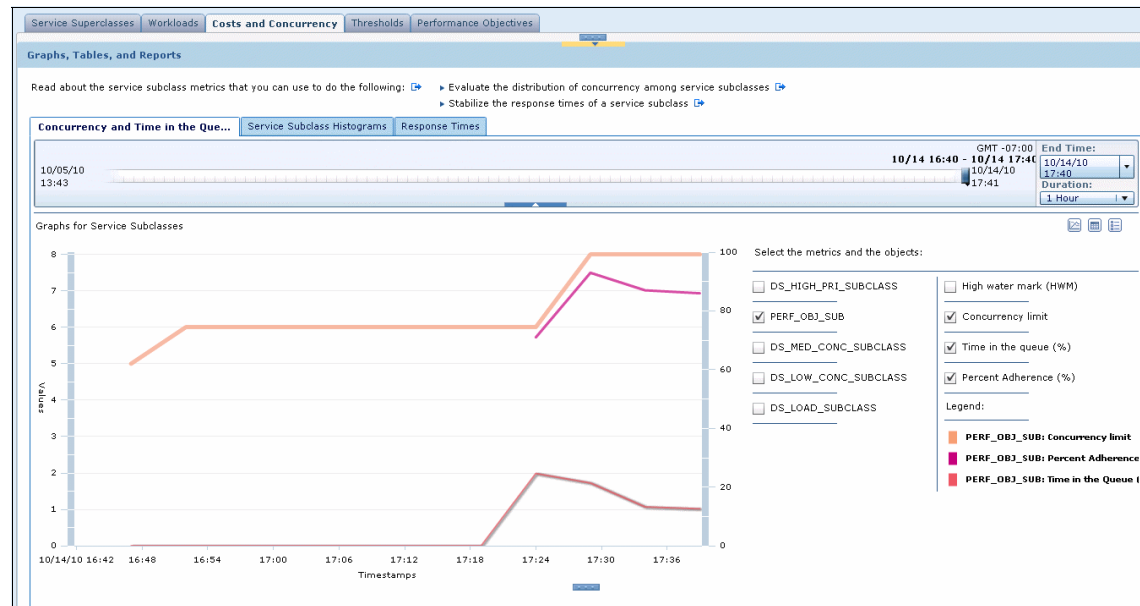 Service Superclasses Workloads Costs and Concurrency Thresholds Performance Objectives
Graphs, Tables, and Reports
Read about the service subclass metrics that you can use to do the following:
Evaluate the distribution of concurrency among service subclasses
Stabilize the response times of a service subclass
Concurrency and Time in the Que... Service Subclass Histograms Response Times
GMT -07:00
10/14 16:40 - 10/14 17:40
10/05/10
13:43
10/14/10
17:41
End Time:
10/14/10
17:40
Duration:
1 Hour
Graphs for Service Subclasses
8
7
6
5
4
3
2
1
0
Values
100
80
60
40
20
0
10/14/10 16:42 16:48 16:54 17:00 17:06 17:12 17:18 17:24 17:30 17:36
Timestamps
Select the metrics and the objects:
DS_HIGH_PRI_SUBCLASS
PERF_OBJ_SUB
DS_MED_CONC_SUBCLASS
DS_LOW_CONC_SUBCLASS
DS_LOAD_SUBCLASS
High water mark (HWM)
Concurrency limit
Time in the queue (%)
Percent Adherence (%)
Legend:
PERF_OBJ_SUB: Concurrency limit
PERF_OBJ_SUB: Percent Adherence
PERF_OBJ_SUB: Time in the Queue (